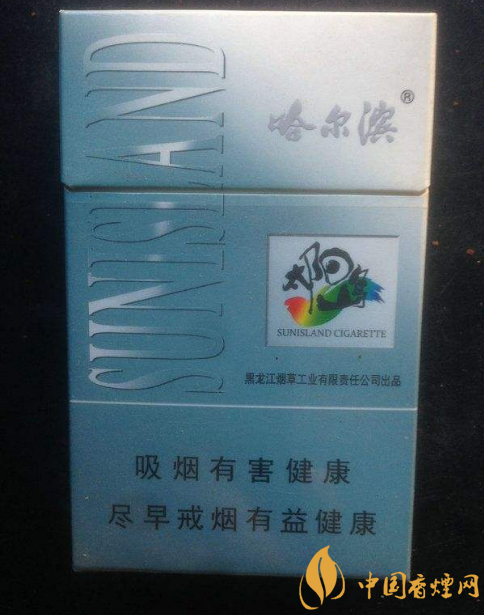 SUNISLAND
哈尔滨®
太阳岛
SUNISLAND CIGARETTE
黑龙江烟草工业有限责任公司出品
吸烟有害健康
尽早戒烟有益健康
中国香烟网